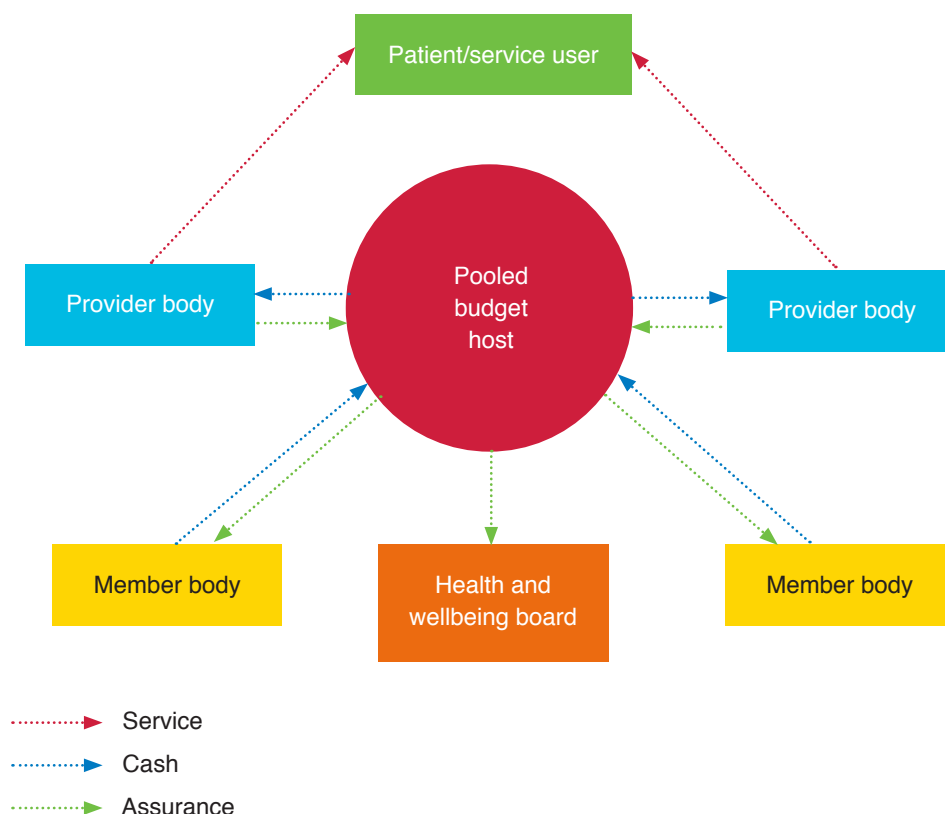 Patient/service user
Pooled
budget
host
Provider body
Provider body
Member body
Health and
wellbeing board
Member body
Service
Cash
Assurance